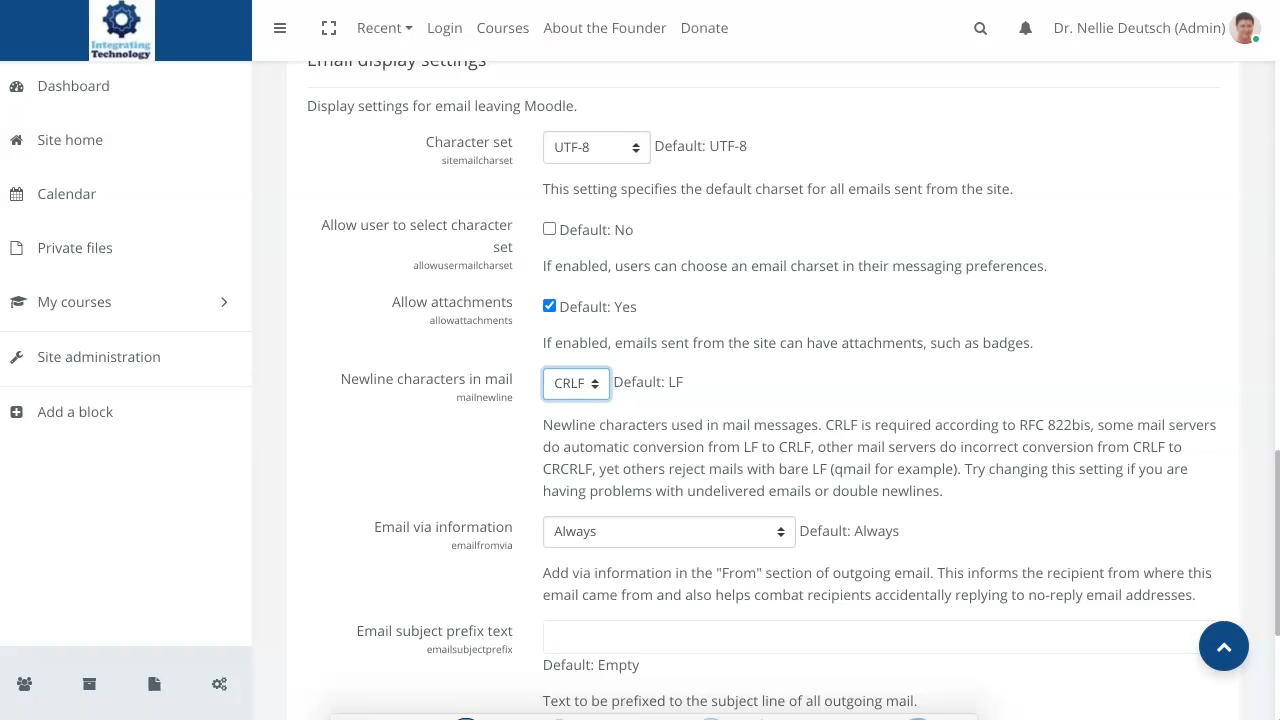 Integrating
Technology
Recent
Login
Courses
About the Founder
Donate
Dr. Nellie Deutsch (Admin)
Dashboard
Site home
Calendar
Private files
My courses
Site administration
Add a block
Email display settings
Display settings for email leaving Moodle.
Character set
sitemailcharset
UTF-8
Default: UTF-8
This setting specifies the default charset for all emails sent from the site.
Allow user to select character
set
allowusermailcharset
Default: No
If enabled, users can choose an email charset in their messaging preferences.
Allow attachments
allowattachments
Default: Yes
If enabled, emails sent from the site can have attachments, such as badges.
Newline characters in mail
mailnewline
CRLF
Default: LF
Newline characters used in mail messages. CRLF is required according to RFC 822bis, some mail servers
do automatic conversion from LF to CRLF, other mail servers do incorrect conversion from CRLF to
CRCRLF, yet others reject mails with bare LF (qmail for example). Try changing this setting if you are
having problems with undelivered emails or double newlines.
Email via information
emailfromvia
Always
Default: Always
Add via information in the "From" section of outgoing email. This informs the recipient from where this
email came from and also helps combat recipients accidentally replying to no-reply email addresses.
Email subject prefix text
emailsubjectprefix
Default: Empty
Text to be prefixed to the subject line of all outgoing mail.